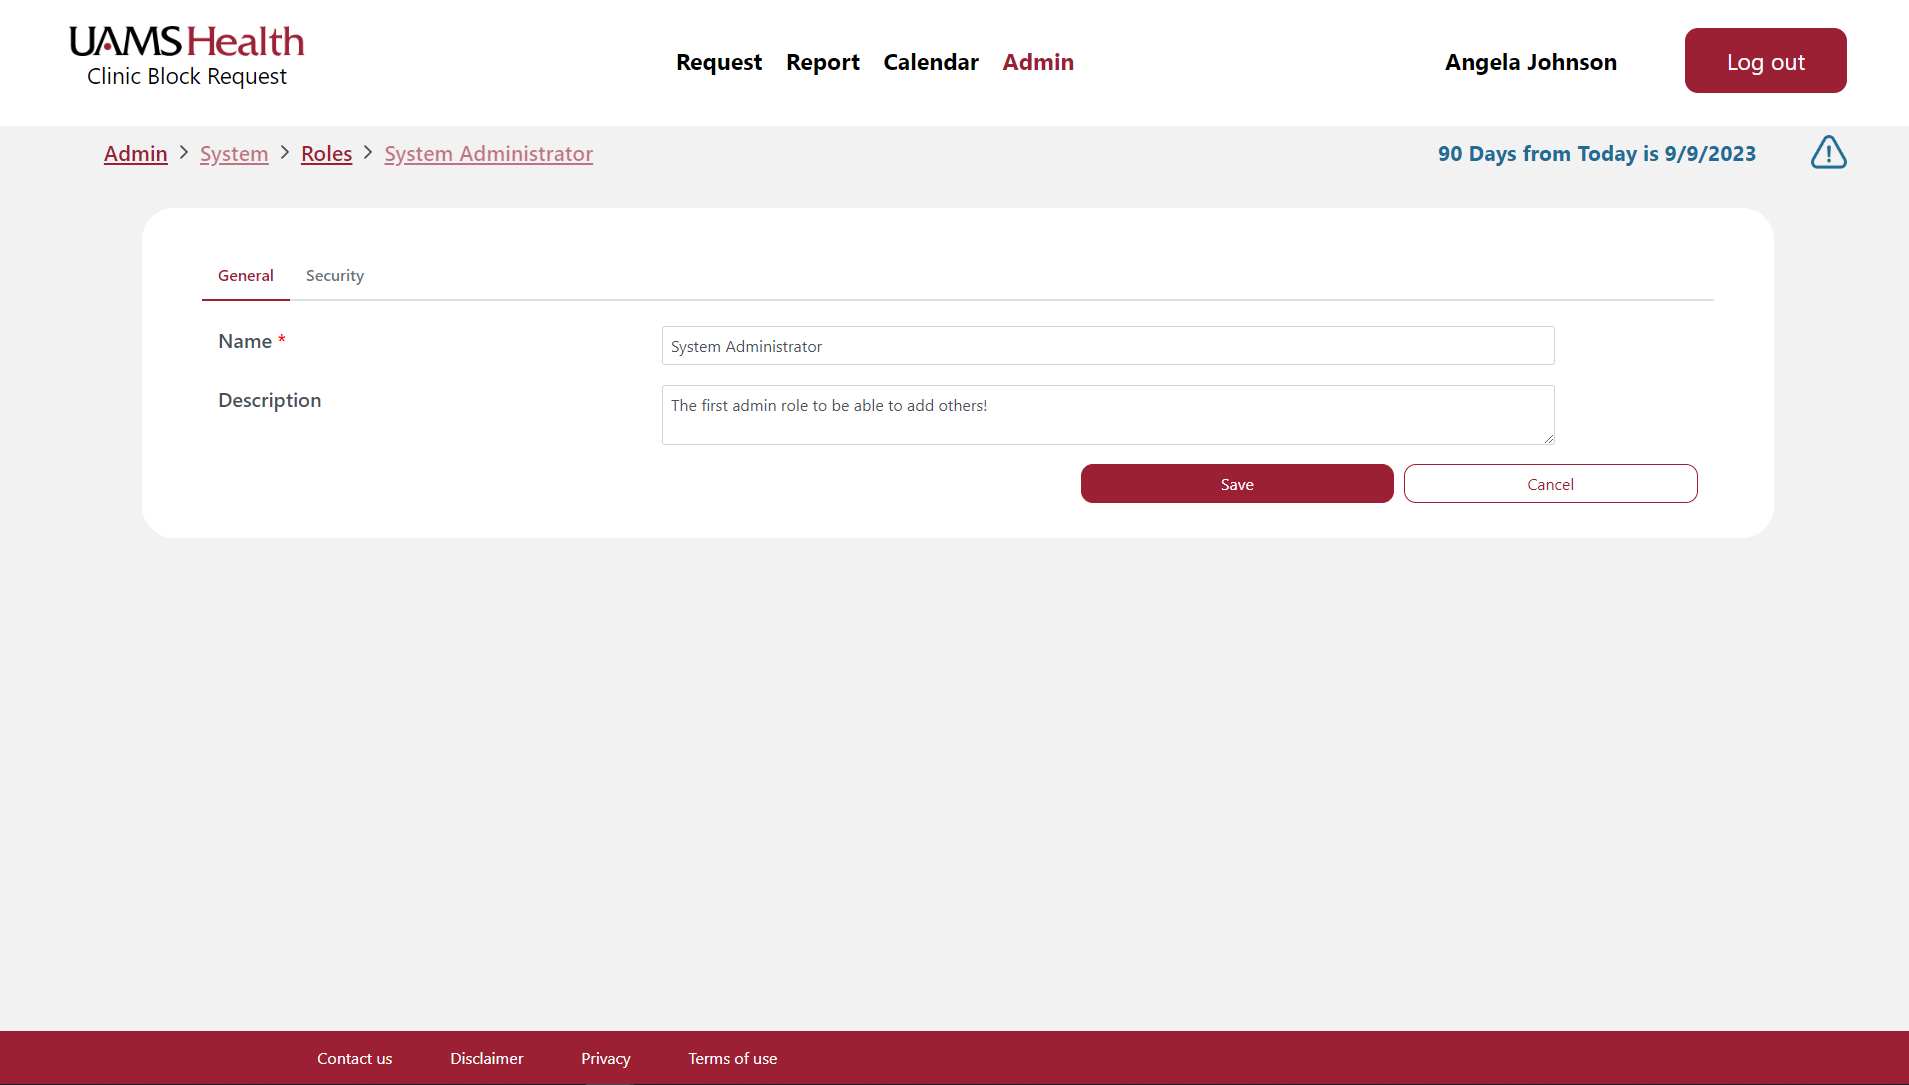 UAMS Health
Clinic Block Request
Request Report Calendar Admin
Angela Johnson
Log out
Admin > System > Roles > System Administrator
90 Days from Today is 9/9/2023
General Security
Name *
System Administrator
Description
The first admin role to be able to add others!
Save
Cancel
Contact us Disclaimer Privacy Terms of use